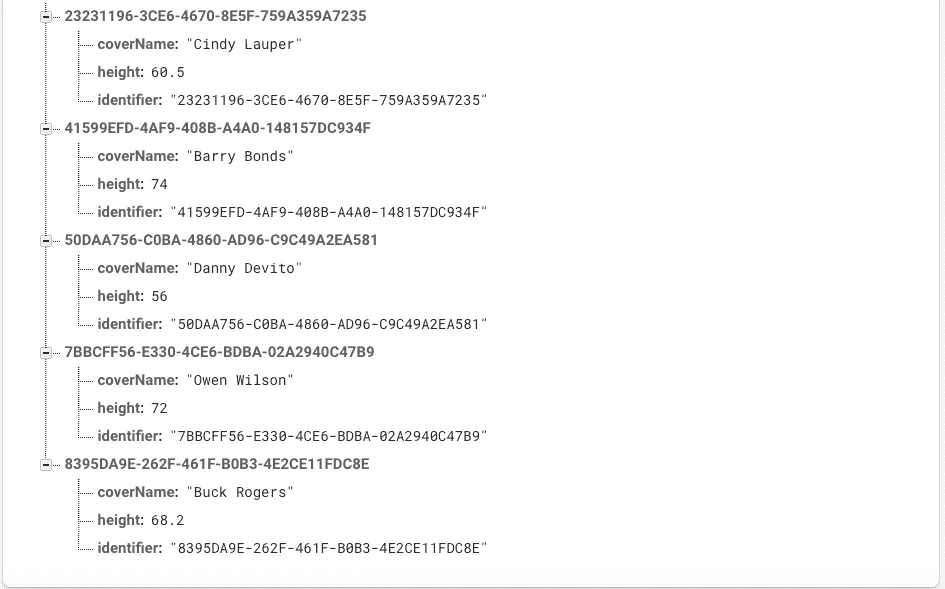 23231196-3CE6-4670-8E5F-759A359A7235
coverName: "Cindy Lauper"
height: 60.5
identifier: "23231196-3CE6-4670-8E5F-759A359A7235"
41599EFD-4AF9-408B-A4A0-148157DC934F
coverName: "Barry Bonds"
height: 74
identifier: "41599EFD-4AF9-408B-A4A0-148157DC934F"
50DAA756-C0BA-4860-AD96-C9C49A2EA581
coverName: "Danny Devito"
height: 56
identifier: "50DAA756-C0BA-4860-AD96-C9C49A2EA581"
7BBCFF56-E330-4CE6-BDBA-02A2940C47B9
coverName: "Owen Wilson"
height: 72
identifier: "7BBCFF56-E330-4CE6-BDBA-02A2940C47B9"
8395DA9E-262F-461F-B0B3-4E2CE11FDC8E
coverName: "Buck Rogers"
height: 68.2
identifier: "8395DA9E-262F-461F-B0B3-4E2CE11FDC8E"